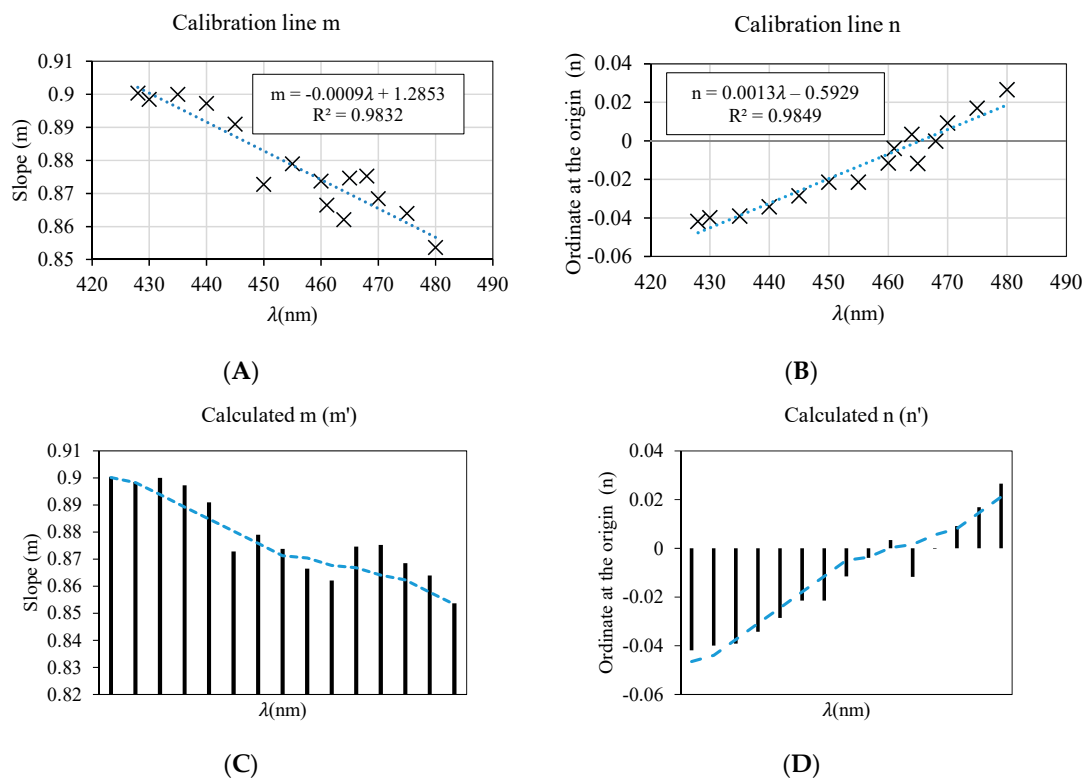 Calibration line m
0.91
0.9
0.89
0.88
0.87
0.86
0.85
Slope (m)
m = -0.0009λ + 1.2853
R² = 0.9832
420 430 440 450 460 470 480 490
λ(nm)
(A)
Calibration line n
0.04
0.02
0
-0.02
-0.04
-0.06
Ordinate at the origin (n)
n = 0.0013λ – 0.5929
R² = 0.9849
420 430 440 450 460 470 480 490
λ(nm)
(B)
Calculated m (m')
0.91
0.9
0.89
0.88
0.87
0.86
0.85
0.84
0.83
0.82
Slope (m)
λ(nm)
(C)
Calculated n (n')
0.04
0.02
0
-0.02
-0.04
-0.06
Ordinate at the origin (n)
λ(nm)
(D)